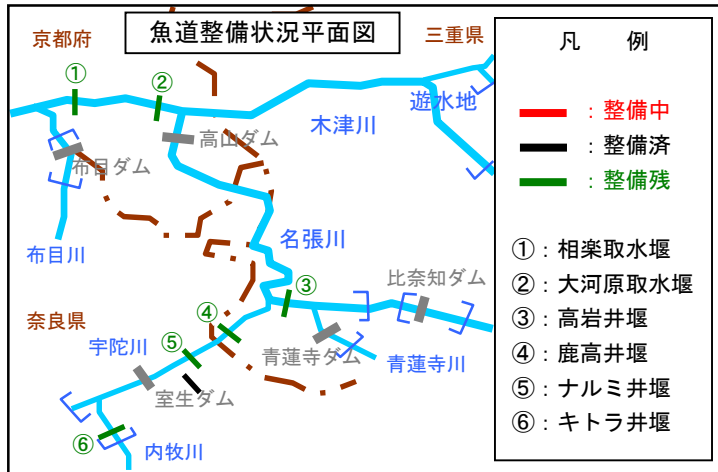 魚道整備状況平面図
京都府
三重県
①
②
遊水地
木津川
高山ダム
布目ダム
布目川
名張川
③
比奈知ダム
奈良県
④
宇陀川
⑤
青蓮寺ダム
青蓮寺川
室生ダム
⑥
内牧川
凡　例
：整備中
：整備済
：整備残
①：相楽取水堰
②：大河原取水堰
③：高岩井堰
④：鹿高井堰
⑤：ナルミ井堰
⑥：キトラ井堰